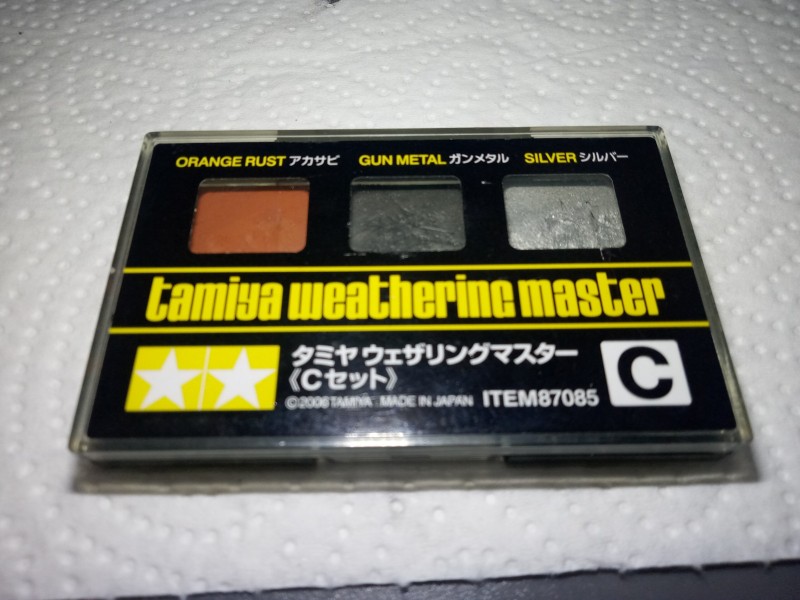 ORANGE RUST アカサビ GUN METAL ガンメタル SILVER シルバー
tamiya weathering master
タミヤ ウェザリングマスター
《Cセット》
C
©2006 TAMIYA MADE IN JAPAN ITEM87085